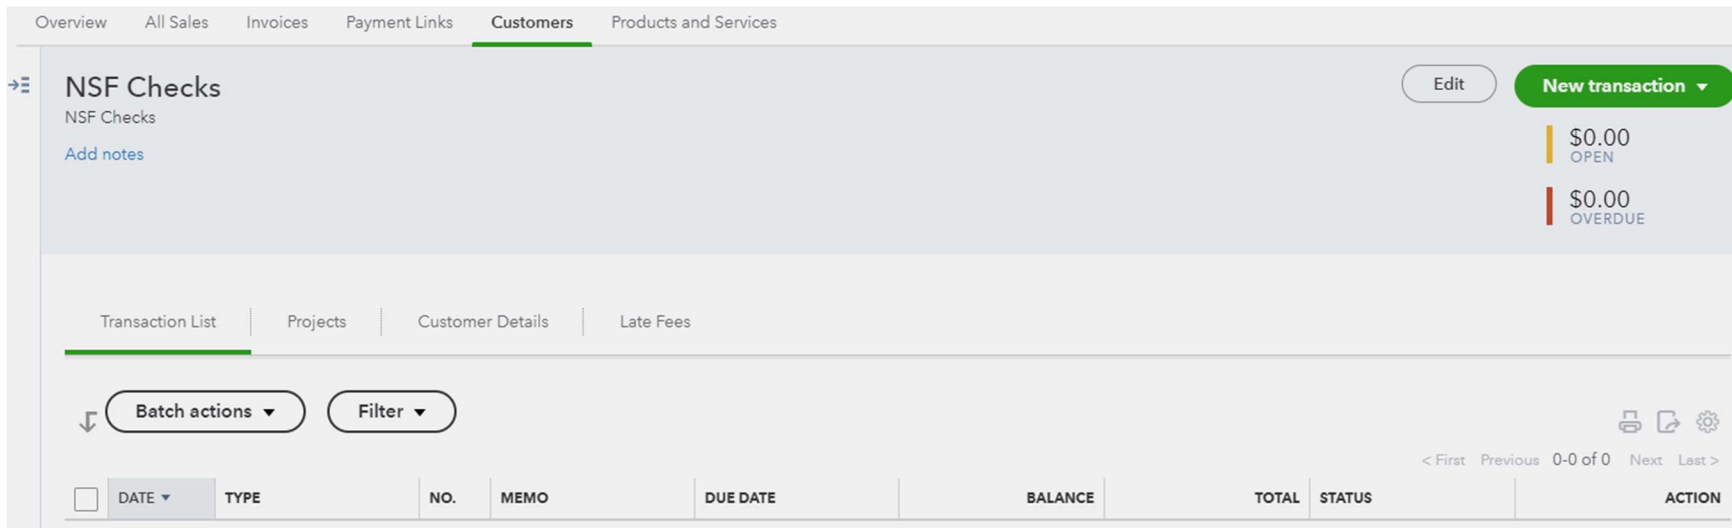 Overview All Sales Invoices Payment Links Customers Products and Services
NSF Checks
NSF Checks
Add notes
Edit
New transaction
$0.00
OPEN
$0.00
OVERDUE
Transaction List Projects Customer Details Late Fees
Batch actions Filter
< First Previous 0-0 of 0 Next Last >
DATE TYPE NO. MEMO DUE DATE BALANCE TOTAL STATUS ACTION